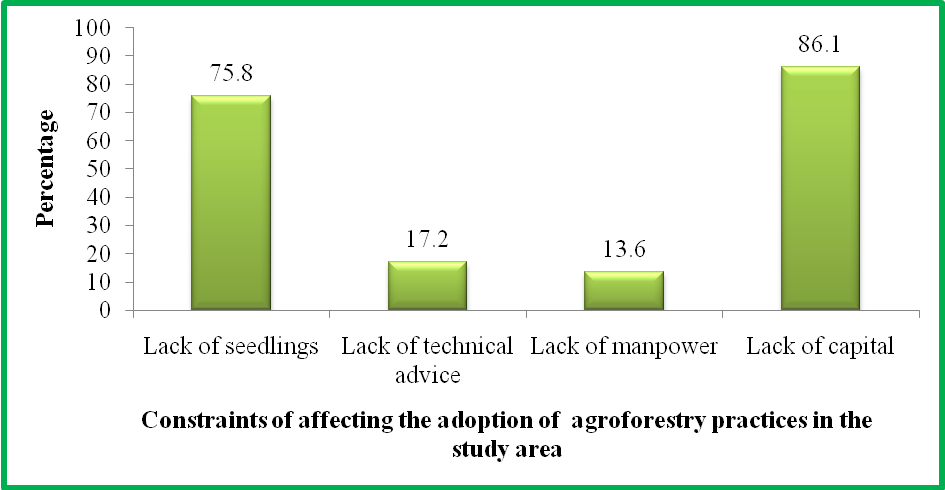 100
90
80
70
60
50
40
30
20
10
0
Percentage
75.8
17.2
13.6
86.1
Lack of seedlings
Lack of technical
advice
Lack of manpower
Lack of capital
Constraints of affecting the adoption of  agroforestry practices in the
study area